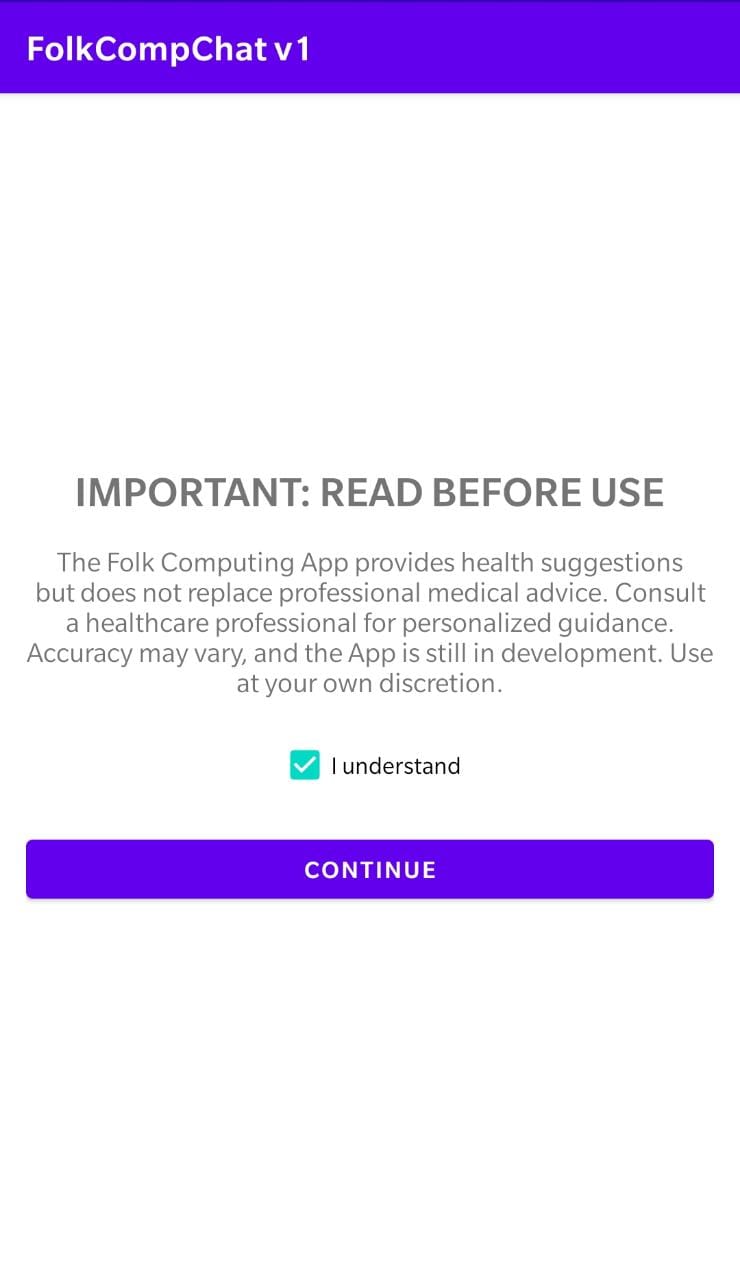 FolkCompChat v1
IMPORTANT: READ BEFORE USE
The Folk Computing App provides health suggestions
but does not replace professional medical advice. Consult
a healthcare professional for personalized guidance.
Accuracy may vary, and the App is still in development. Use
at your own discretion.
I understand
CONTINUE